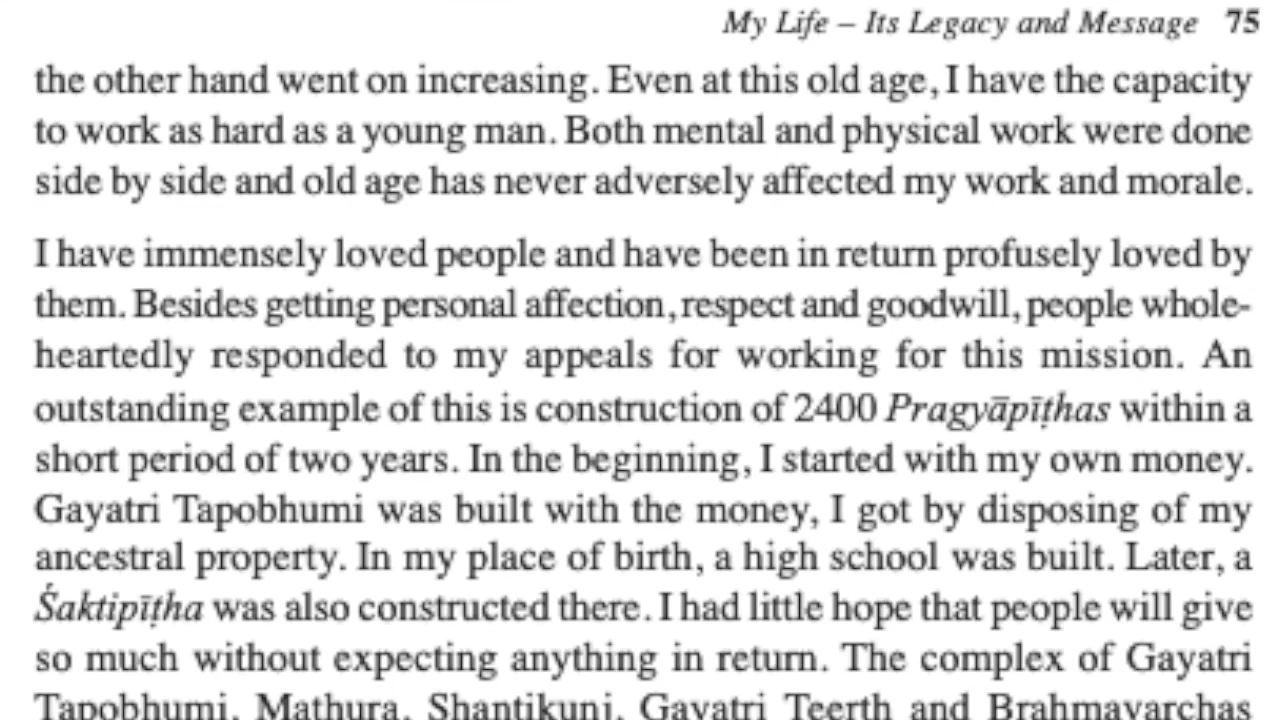 My Life – Its Legacy and Message 75
the other hand went on increasing. Even at this old age, I have the capacity
to work as hard as a young man. Both mental and physical work were done
side by side and old age has never adversely affected my work and morale.
I have immensely loved people and have been in return profusely loved by
them. Besides getting personal affection, respect and goodwill, people whole-
heartedly responded to my appeals for working for this mission. An
outstanding example of this is construction of 2400 Pragyāpīṭhas within a
short period of two years. In the beginning, I started with my own money.
Gayatri Tapobhumi was built with the money, I got by disposing of my
ancestral property. In my place of birth, a high school was built. Later, a
Śaktipīṭha was also constructed there. I had little hope that people will give
so much without expecting anything in return. The complex of Gayatri
Tapobhumi, Mathura, Shantikunj, Gayatri Teerth and Brahmavarchas